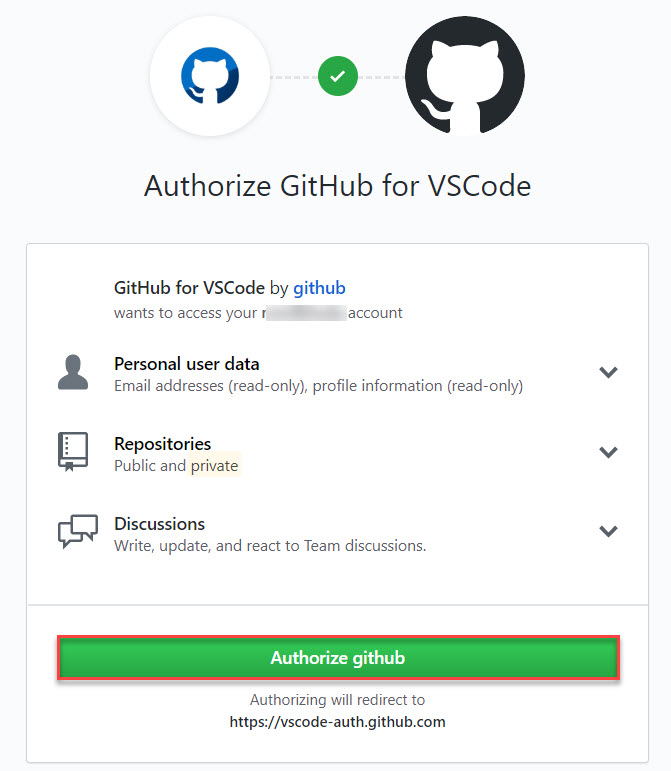 Authorize GitHub for VSCode
GitHub for VSCode by github
wants to access your account
Personal user data
Email addresses (read-only), profile information (read-only)
Repositories
Public and private
Discussions
Write, update, and react to Team discussions.
Authorize github
Authorizing will redirect to
https://vscode-auth.github.com